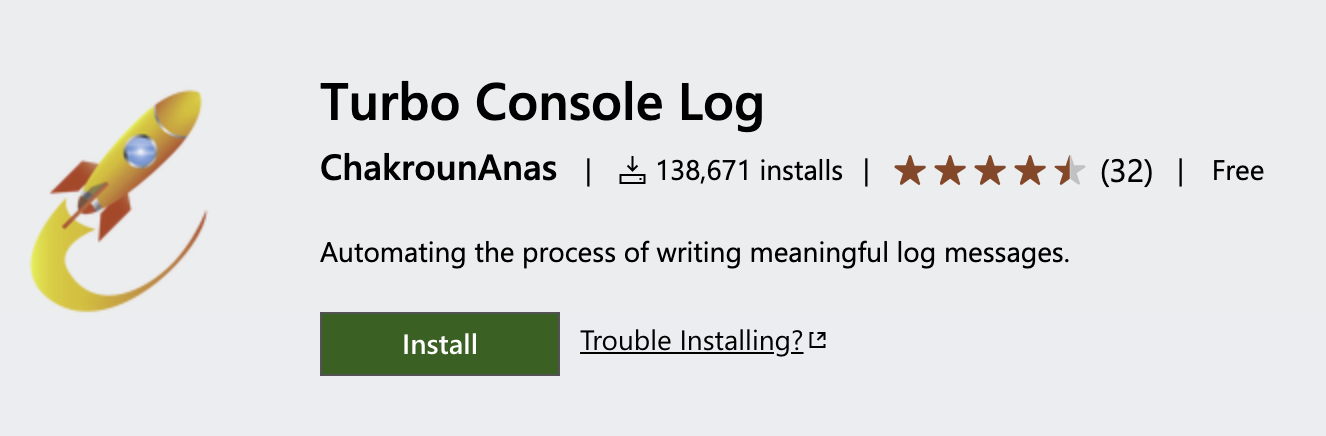 Turbo Console Log
ChakrounAnas | 138,671 installs | (32) | Free
Automating the process of writing meaningful log messages.
Install Trouble Installing?